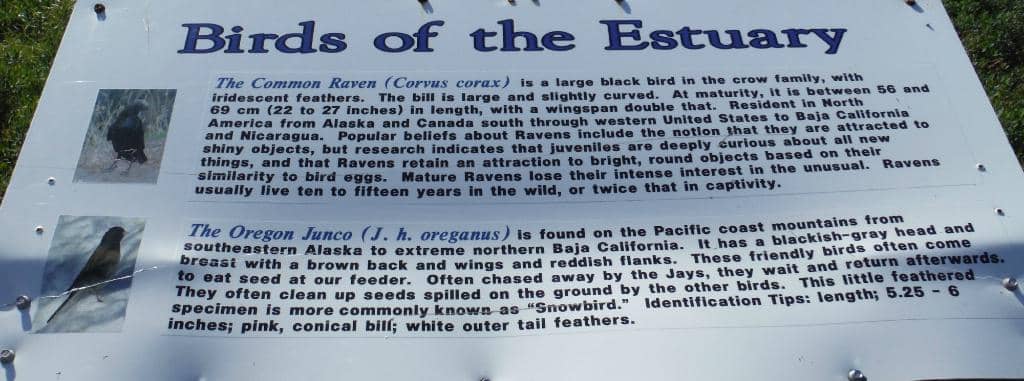 Birds of the Estuary
The Common Raven (Corvus corax) is a large black bird in the crow family, with
iridescent feathers. The bill is large and slightly curved. At maturity, it is between 56 and
69 cm (22 to 27 inches) in length, with a wingspan double that. Resident in North
America from Alaska and Canada south through western United States to Baja California
and Nicaragua. Popular beliefs about Ravens include the notion that they are attracted to
shiny objects, but research indicates that juveniles are deeply curious about all new
things, and that Ravens retain an attraction to bright, round objects based on their
similarity to bird eggs. Mature Ravens lose their intense interest in the unusual. Ravens
usually live ten to fifteen years in the wild, or twice that in captivity.
The Oregon Junco (J. h. oreganus) is found on the Pacific coast mountains from
southeastern Alaska to extreme northern Baja California. It has a blackish-gray head and
breast with a brown back and wings and reddish flanks. These friendly birds often come
to eat seed at our feeder. Often chased away by the Jays, they wait and return afterwards.
They often clean up seeds spilled on the ground by the other birds. This little feathered
specimen is more commonly known as "Snowbird." Identification Tips: length; 5.25 - 6
inches; pink, conical bill; white outer tail feathers.